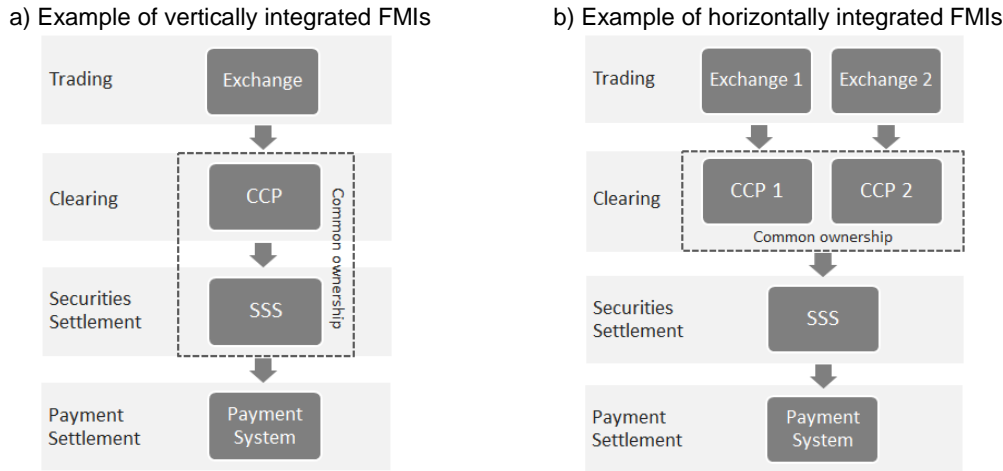 a) Example of vertically integrated FMIs
Trading
Exchange
Clearing
CCP
Common ownership
Securities
Settlement
SSS
Payment
Settlement
Payment
System
b) Example of horizontally integrated FMIs
Trading
Exchange 1
Exchange 2
Clearing
CCP 1
CCP 2
Common ownership
Securities
Settlement
SSS
Payment
Settlement
Payment
System